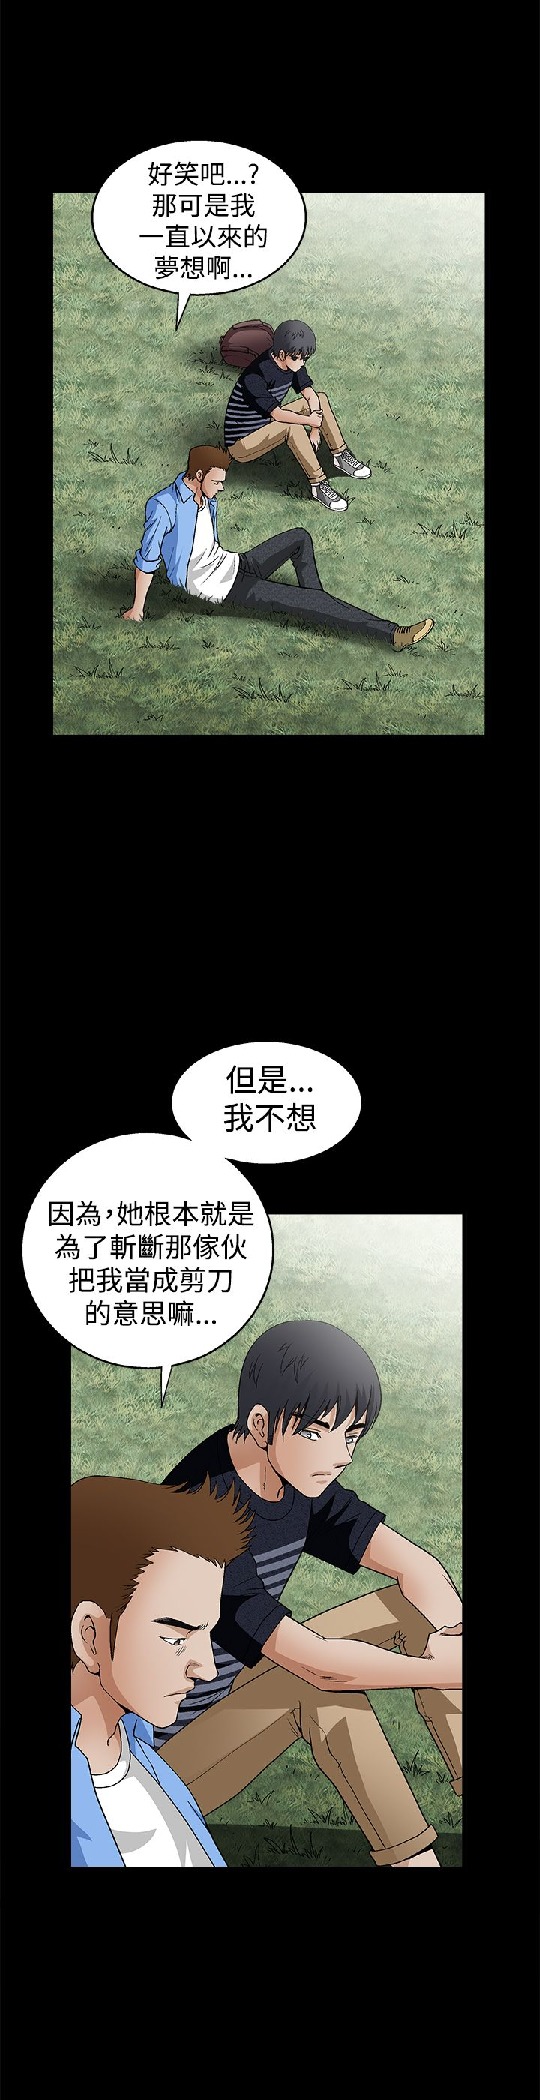 好笑吧...?
那可是我
一直以來的
夢想啊...
但是...
我不想
因為,她根本就是
為了斬斷那傢伙
把我當成剪刀
的意思嘛...